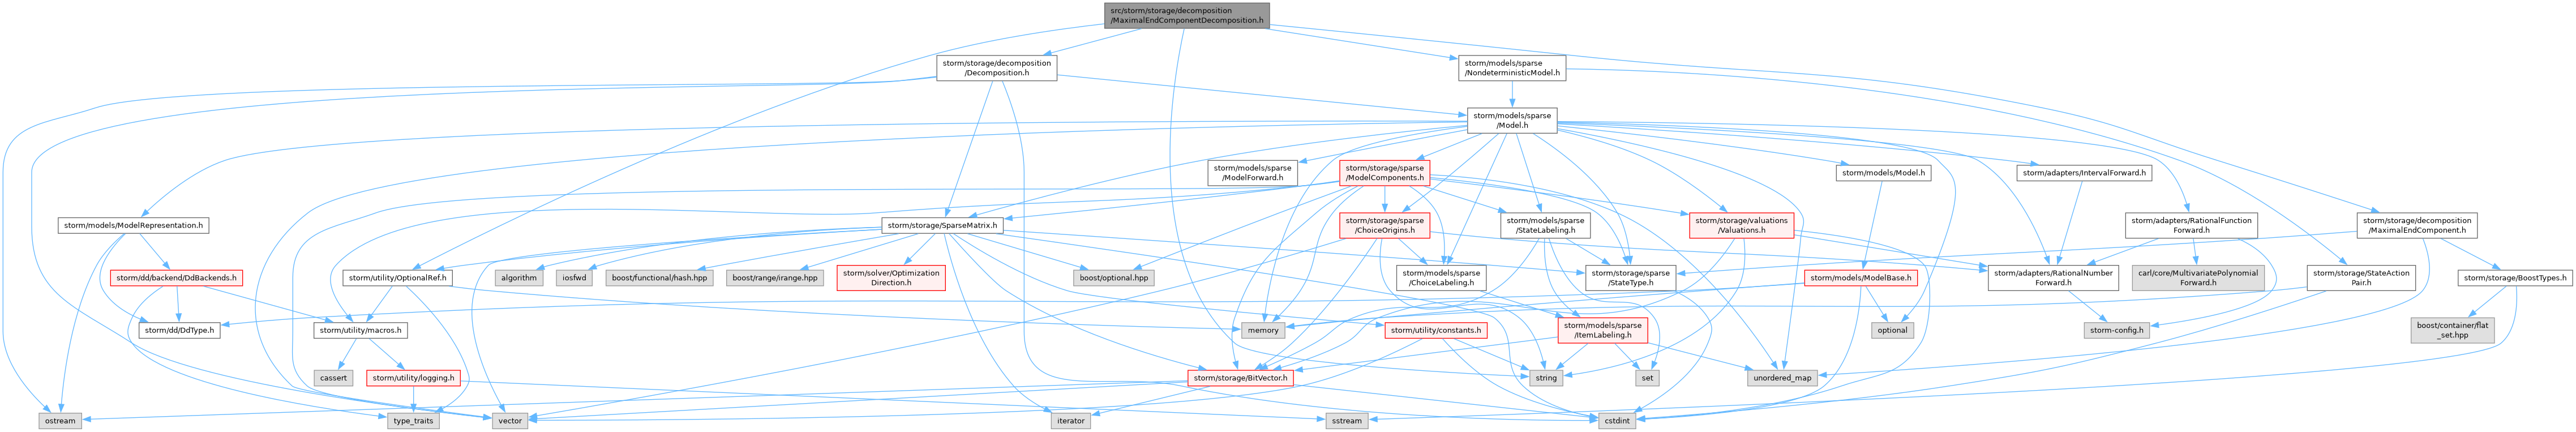 src/storm/storage/decomposition
/MaximalEndComponentDecomposition.h
storm/storage/decomposition
/Decomposition.h
storm/models/sparse
/NondeterministicModel.h
storm/models/sparse
/Model.h
storm/models/sparse
/ModelForward.h
storm/storage/sparse
/ModelComponents.h
storm/models/Model.h
storm/adapters/IntervalForward.h
storm/models/ModelRepresentation.h
storm/storage/SparseMatrix.h
storm/storage/sparse
/ChoiceOrigins.h
storm/models/sparse
/StateLabeling.h
storm/storage/valuations
/Valuations.h
storm/adapters/RationalFunction
Forward.h
storm/storage/decomposition
/MaximalEndComponent.h
storm/dd/backend/DdBackends.h
storm/utility/OptionalRef.h
algorithm
iosfwd
boost/functional/hash.hpp
boost/range/irange.hpp
storm/solver/Optimization
Direction.h
boost/optional.hpp
storm/models/sparse
/ChoiceLabeling.h
storm/storage/sparse
/StateType.h
storm/models/ModelBase.h
storm/adapters/RationalNumber
Forward.h
carl/core/MultivariatePolynomial
Forward.h
storm/storage/StateAction
Pair.h
storm/storage/BoostTypes.h
storm/dd/DdType.h
storm/utility/macros.h
memory
storm/utility/constants.h
storm/models/sparse
/ItemLabeling.h
optional
storm-config.h
boost/container/flat
_set.hpp
cassert
storm/utility/logging.h
storm/storage/BitVector.h
string
set
unordered_map
ostream
type_traits
vector
iterator
sstream
cstdint